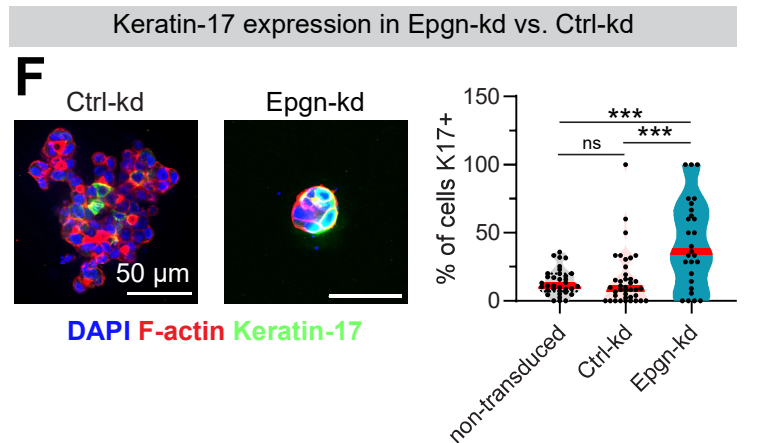 Keratin-17 expression in Epgn-kd vs. Ctrl-kd
F
Ctrl-kd
Epgn-kd
50 μm
DAPI F-actin Keratin-17
% of cells K17+
150
100
50
0
***
***
ns
non-transduced
Ctrl-kd
Epgn-kd